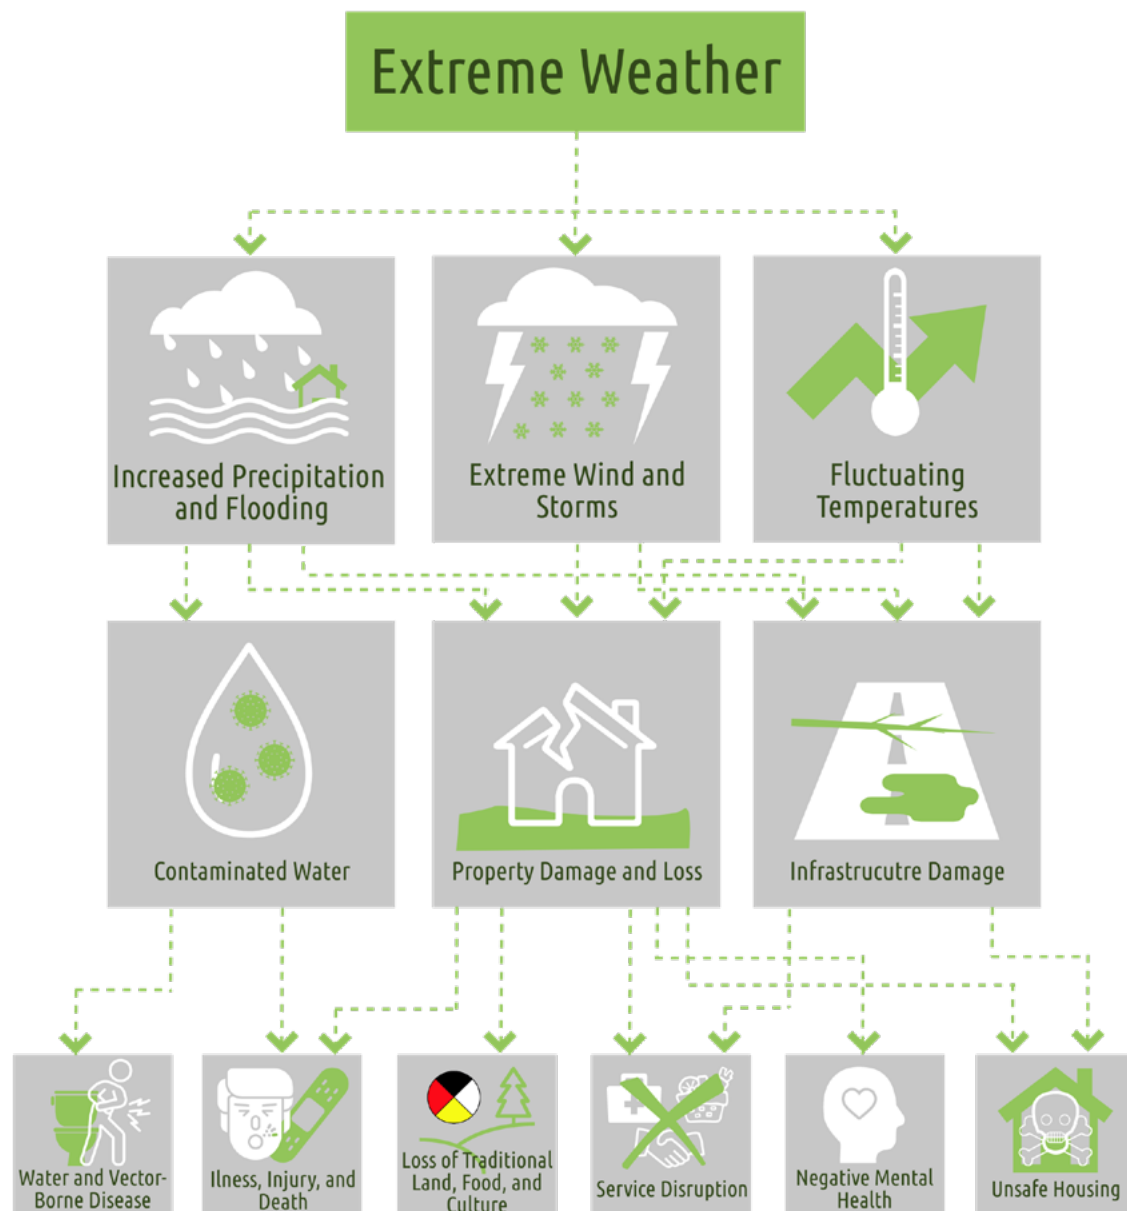 Extreme Weather
Increased Precipitation
and Flooding
Extreme Wind and
Storms
Fluctuating
Temperatures
Contaminated Water
Property Damage and Loss
Infrastrucutre Damage
Water and Vector-
Borne Disease
Ilness, Injury, and
Death
Loss of Traditional
Land, Food, and
Culture
Service Disruption
Negative Mental
Health
Unsafe Housing